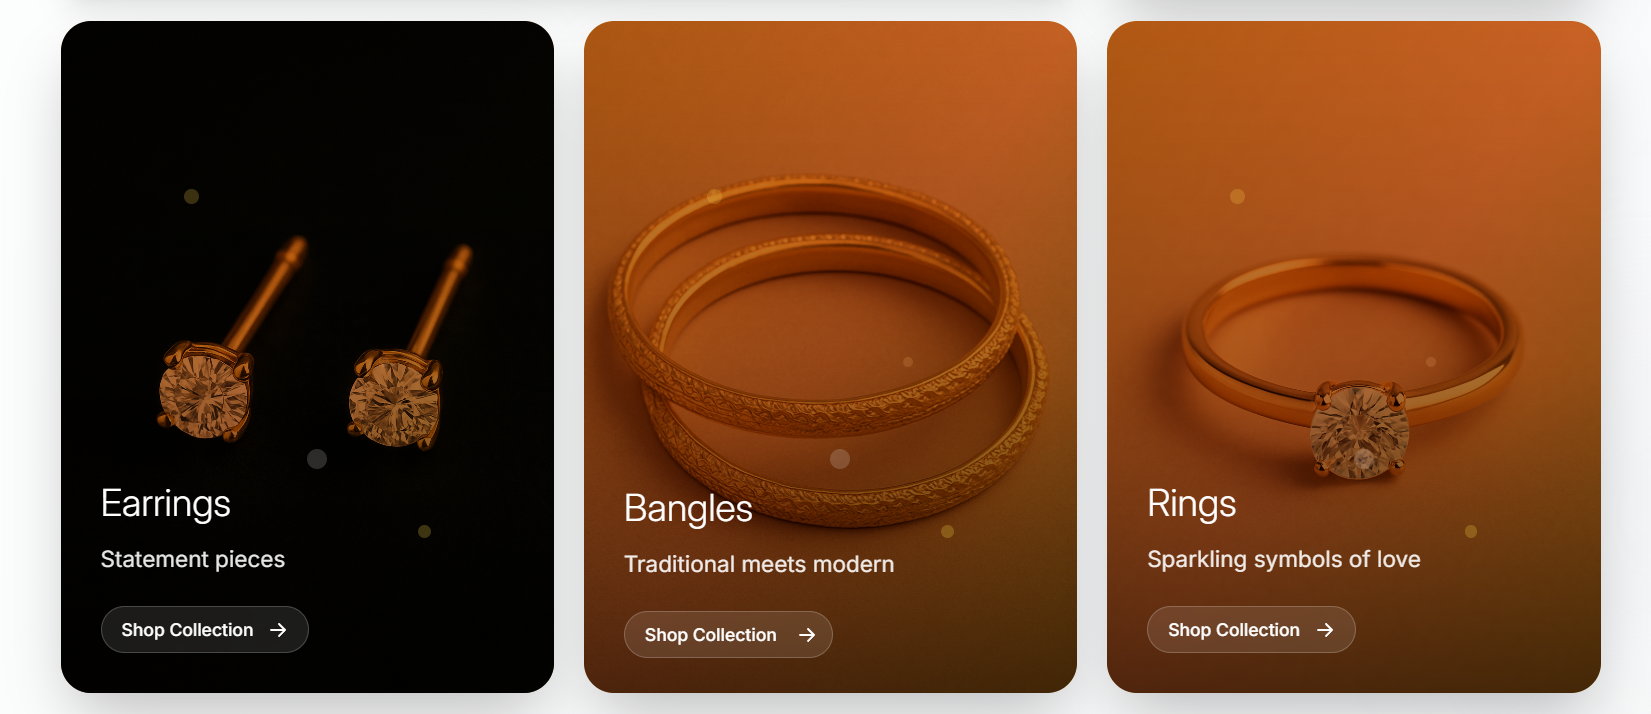 Earrings
Statement pieces
Shop Collection
Bangles
Traditional meets modern
Shop Collection
Rings
Sparkling symbols of love
Shop Collection